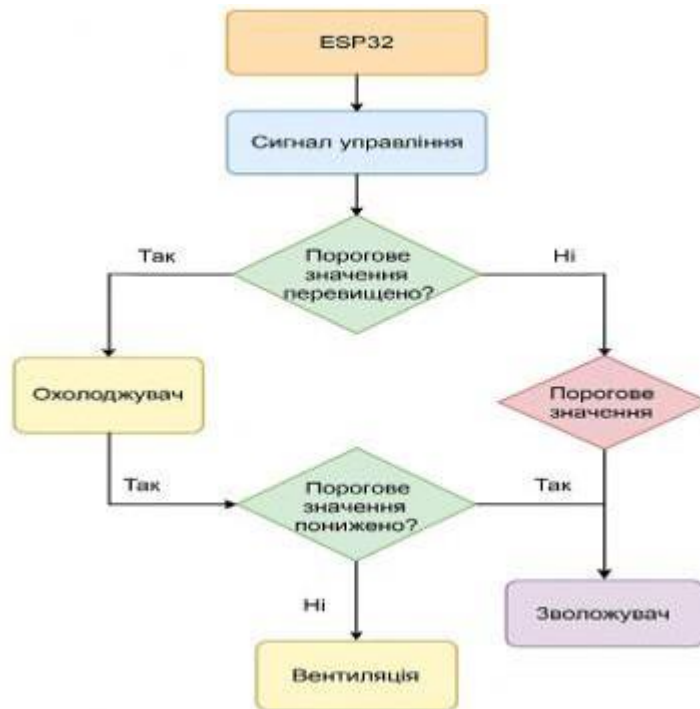 ESP32
Сигнал управління
Так
Порогове
значення
перевищено?
Ні
Охолоджувач
Порогове
значення
Так
Порогове
значення
понижено?
Так
Ні
Зволожувач
Вентиляція